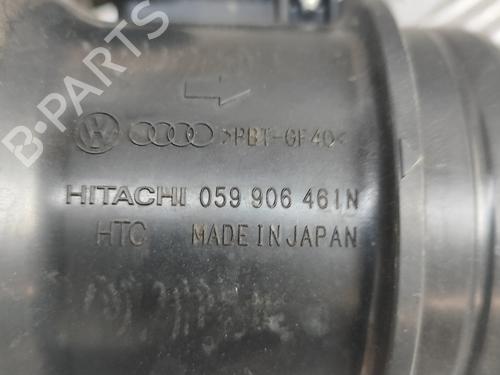 >PBT-GF40<
HITACHI 059 906 461N
HTC MADE IN JAPAN
B-PARTS